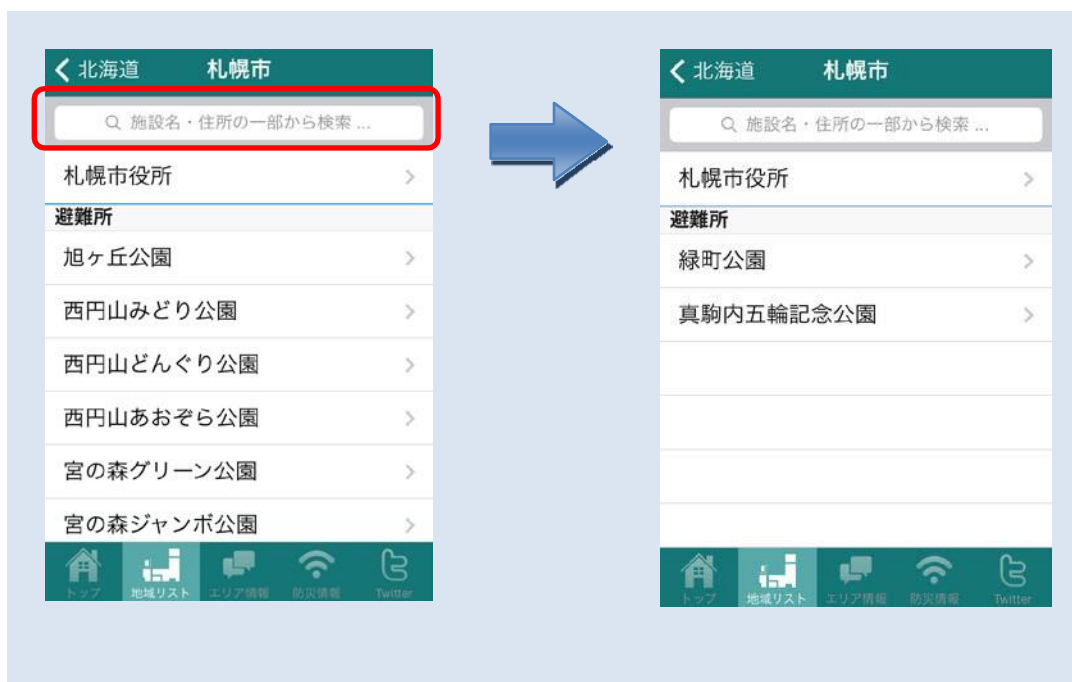 北海道 札幌市
施設名・住所の一部から検索 ...
札幌市役所
避難所
旭ヶ丘公園
西円山みどり公園
西円山どんぐり公園
西円山あおぞら公園
宮の森グリーン公園
宮の森ジャンボ公園
トップ 地域リスト エリア情報 防災情報 Twitter
北海道 札幌市
施設名・住所の一部から検索 ...
札幌市役所
避難所
緑町公園
真駒内五輪記念公園
トップ 地域リスト エリア情報 防災情報 Twitter